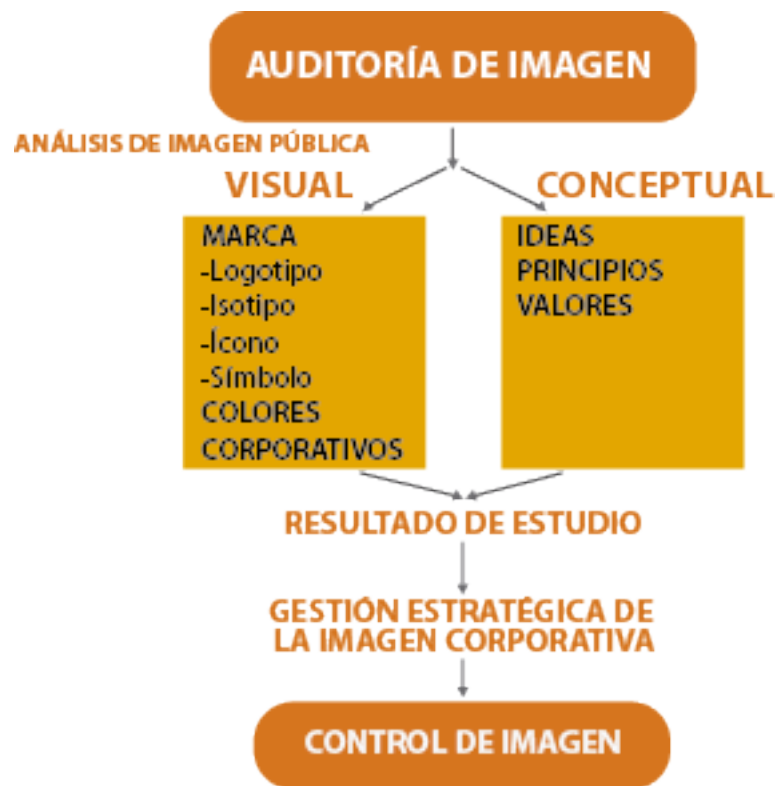 AUDITORÍA DE IMAGEN
ANÁLISIS DE IMAGEN PÚBLICA
VISUAL
MARCA
-Logotipo
-Isotipo
-Ícono
-Símbolo
COLORES
CORPORATIVOS
CONCEPTUAL
IDEAS
PRINCIPIOS
VALORES
RESULTADO DE ESTUDIO
GESTIÓN ESTRATÉGICA DE
LA IMAGEN CORPORATIVA
CONTROL DE IMAGEN